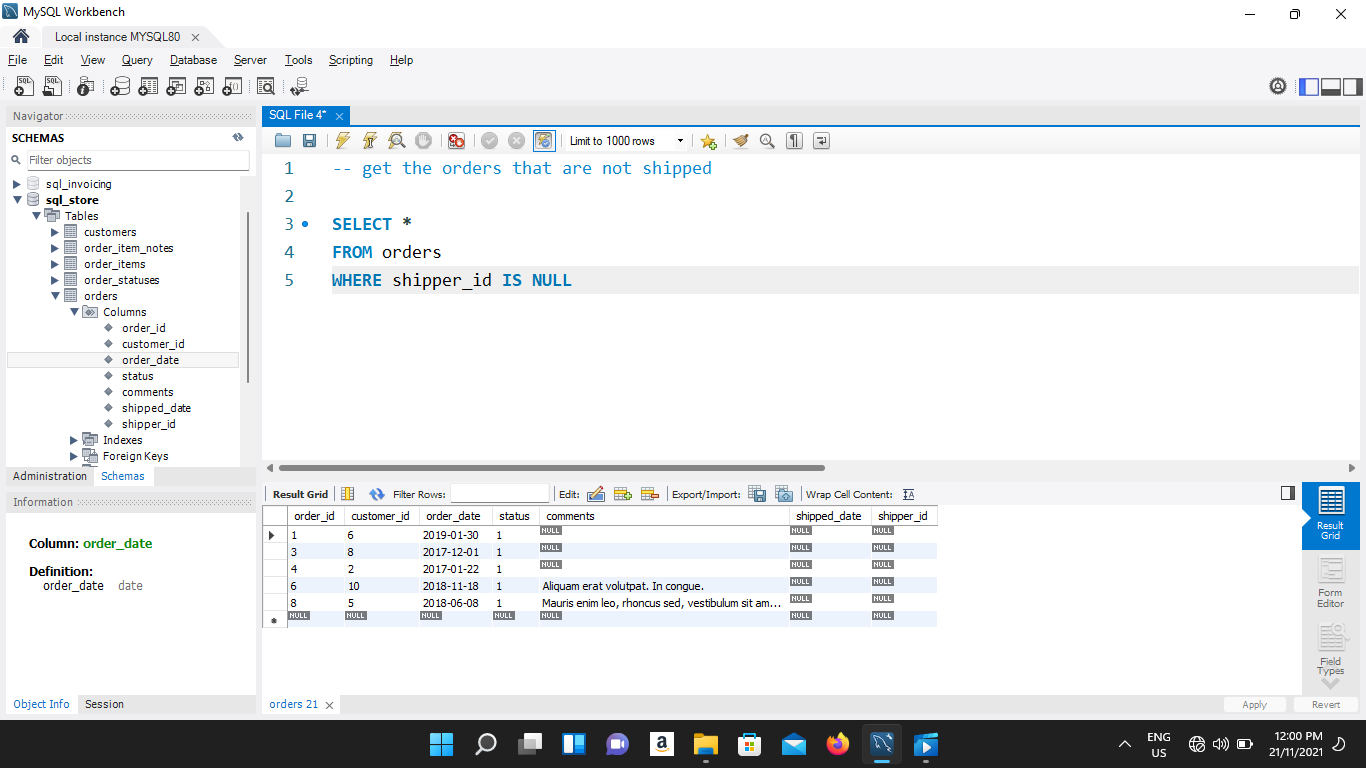 MySQL Workbench
Local instance MYSQL80
File Edit View Query Database Server Tools Scripting Help
Navigator
SCHEMAS
Filter objects
sql_invoicing
sql_store
Tables
customers
order_item_notes
order_items
order_statuses
orders
Columns
order_id
customer_id
order_date
status
comments
shipped_date
shipper_id
Indexes
Foreign Keys
Administration Schemas
Information
Column: order_date
Definition:
order_date date
Object Info Session
SQL File 4*
Limit to 1000 rows
1 -- get the orders that are not shipped
2
3 SELECT *
4 FROM orders
5 WHERE shipper_id IS NULL
Result Grid Filter Rows: Edit: Export/Import: Wrap Cell Content:
order_id customer_id order_date status comments shipped_date shipper_id
1 6 2019-01-30 1 NULL NULL NULL
3 8 2017-12-01 1 NULL NULL NULL
4 2 2017-01-22 1 NULL NULL NULL
6 10 2018-11-18 1 Aliquam erat volutpat. In congue. NULL NULL
8 5 2018-06-08 1 Mauris enim leo, rhoncus sed, vestibulum sit am... NULL NULL
NULL NULL NULL NULL NULL NULL NULL
Result
Grid
Form
Editor
Field
Types
orders 21
Apply Revert
ENG
US
12:00 PM
21/11/2021